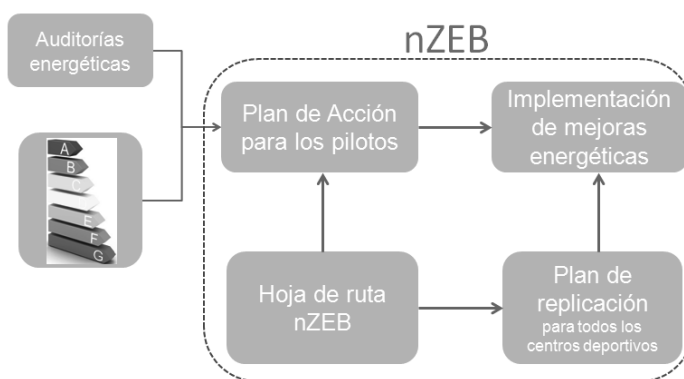 nZEB
Auditorías
energéticas
Plan de Acción
para los pilotos
Implementación
de mejoras
energéticas
A
B
C
E
F
G
Hoja de ruta
nZEB
Plan de
replicación
para todos los
centros deportivos